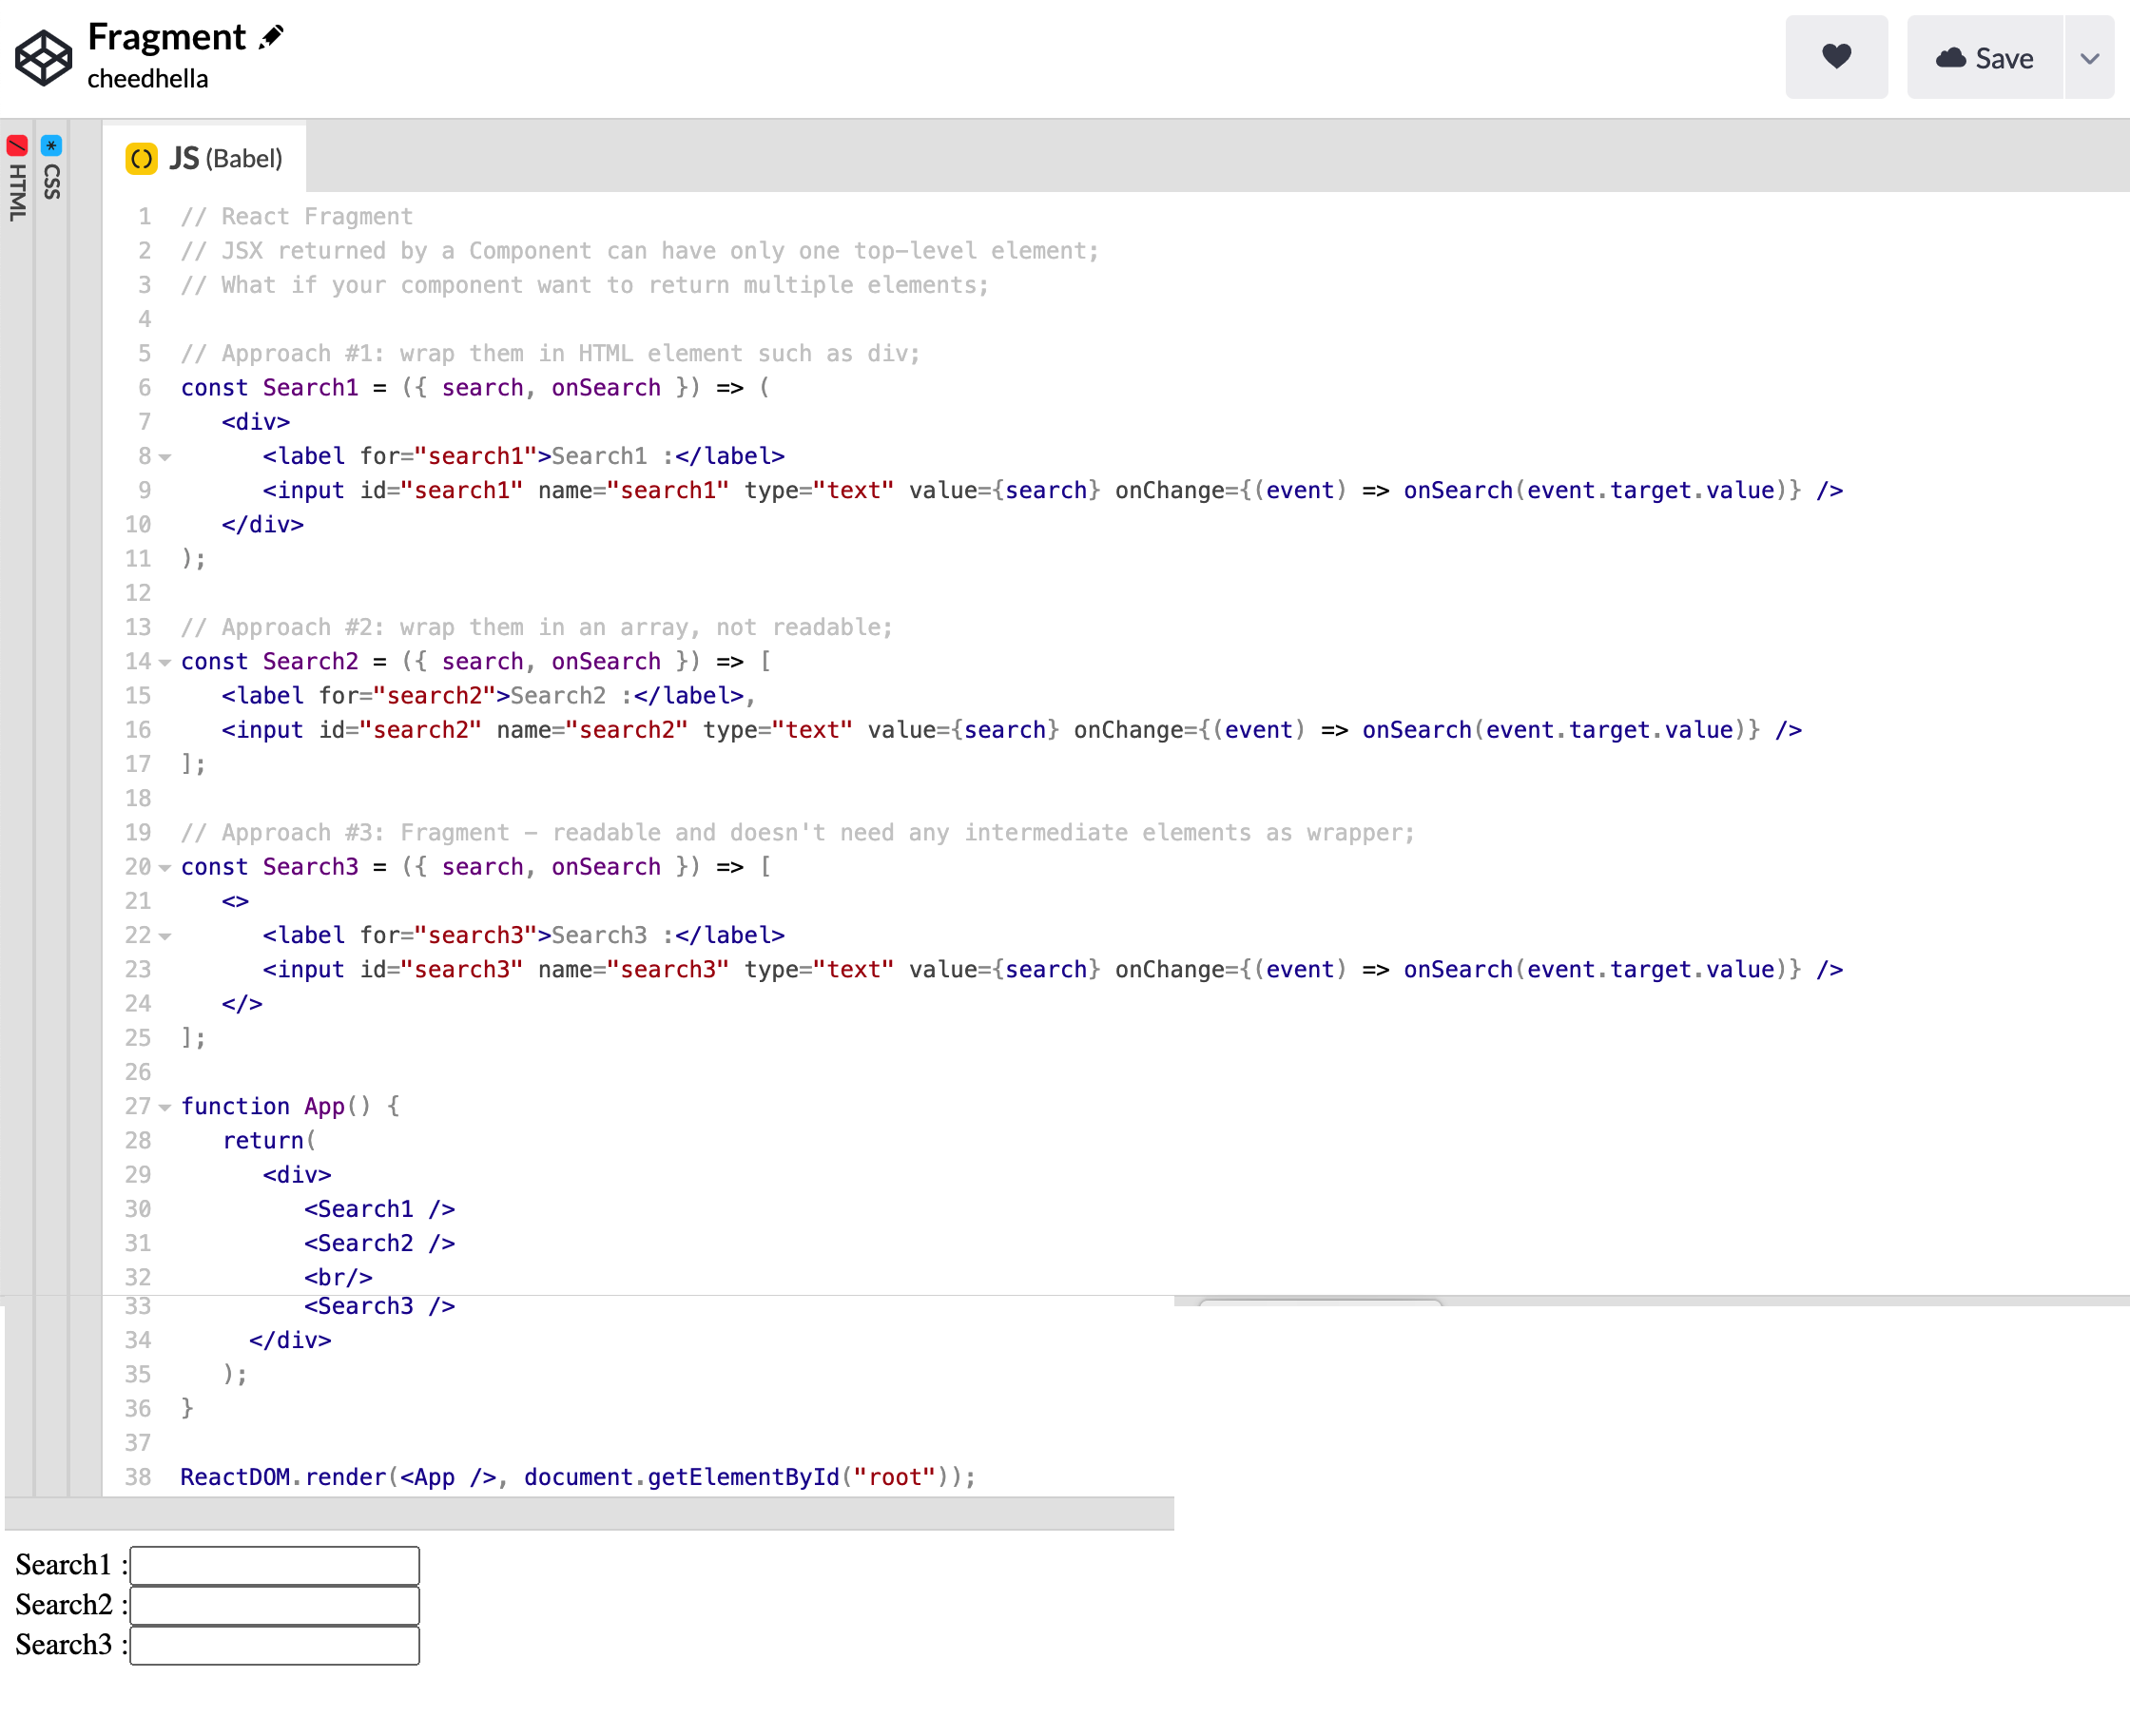 Fragment
cheedhella
Save
HTML
CSS
JS (Babel)
1 // React Fragment
2 // JSX returned by a Component can have only one top-level element;
3 // What if your component want to return multiple elements;
4
5 // Approach #1: wrap them in HTML element such as div;
6 const Search1 = ({ search, onSearch }) => (
7    <div>
8       <label for="search1">Search1 :</label>
9       <input id="search1" name="search1" type="text" value={search} onChange={(event) => onSearch(event.target.value)} />
10    </div>
11 );
12
13 // Approach #2: wrap them in an array, not readable;
14 const Search2 = ({ search, onSearch }) => [
15    <label for="search2">Search2 :</label>,
16    <input id="search2" name="search2" type="text" value={search} onChange={(event) => onSearch(event.target.value)} />
17 ];
18
19 // Approach #3: Fragment – readable and doesn't need any intermediate elements as wrapper;
20 const Search3 = ({ search, onSearch }) => [
21    <>
22       <label for="search3">Search3 :</label>
23       <input id="search3" name="search3" type="text" value={search} onChange={(event) => onSearch(event.target.value)} />
24    </>
25 ];
26
27 function App() {
28    return(
29       <div>
30          <Search1 />
31          <Search2 />
32          <br/>
33          <Search3 />
34      </div>
35    );
36 }
37
38 ReactDOM.render(<App />, document.getElementById("root"));
Search1 :
Search2 :
Search3 :